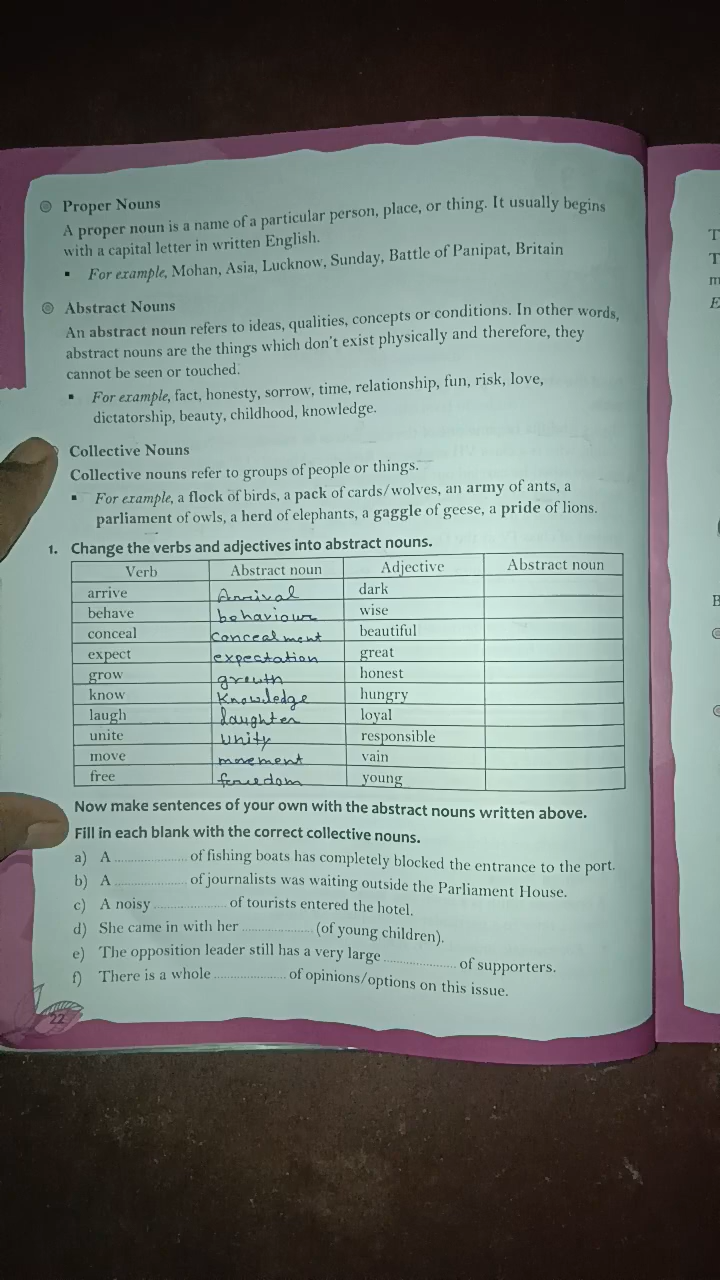 Proper Nouns
A proper noun is a name of a particular person, place, or thing. It usually begins
with a capital letter in written English.
▪ For example, Mohan, Asia, Lucknow, Sunday, Battle of Panipat, Britain
Abstract Nouns
An abstract noun refers to ideas, qualities, concepts or conditions. In other words,
abstract nouns are the things which don't exist physically and therefore, they
cannot be seen or touched.
▪ For example, fact, honesty, sorrow, time, relationship, fun, risk, love,
dictatorship, beauty, childhood, knowledge.
Collective Nouns
Collective nouns refer to groups of people or things.
▪ For example, a flock of birds, a pack of cards/wolves, an army of ants, a
parliament of owls, a herd of elephants, a gaggle of geese, a pride of lions.
1. Change the verbs and adjectives into abstract nouns.
Verb Abstract noun Adjective Abstract noun
arrive Arrival dark
behave behaviour wise
conceal concealment beautiful
expect expectation great
grow honest
know Knowledge hungry
laugh laughter loyal
unite Unity responsible
move movement vain
free young
Now make sentences of your own with the abstract nouns written above.
Fill in each blank with the correct collective nouns.
a) A .................... of fishing boats has completely blocked the entrance to the port.
b) A .................... of journalists was waiting outside the Parliament House.
c) A noisy .................... of tourists entered the hotel.
d) She came in with her .................... (of young children).
e) The opposition leader still has a very large .................... of supporters.
f) There is a whole .................... of opinions/options on this issue.
22